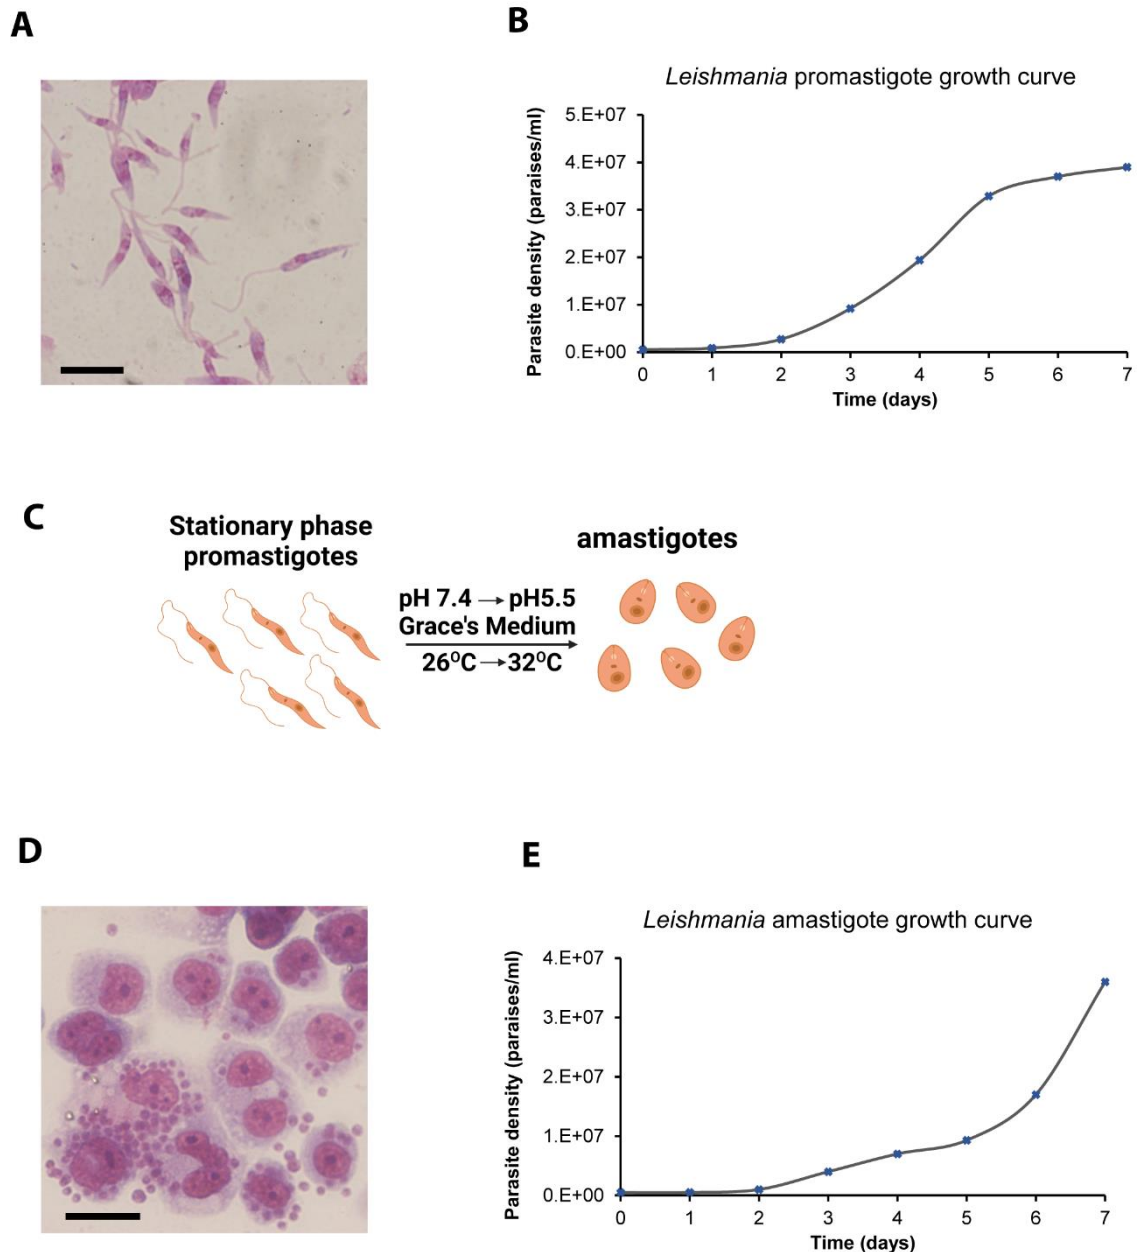 A
B
Leishmania promastigote growth curve
Parasite density (paraises/ml)
5.E+07
4.E+07
3.E+07
2.E+07
1.E+07
0.E+00
0 1 2 3 4 5 6 7
Time (days)
C
Stationary phase
promastigotes
pH 7.4 → pH5.5
Grace's Medium
26⁰C → 32⁰C
amastigotes
D
E
Leishmania amastigote growth curve
Parasite density (paraises/ml)
4.E+07
3.E+07
2.E+07
1.E+07
0.E+00
0 1 2 3 4 5 6 7
Time (days)